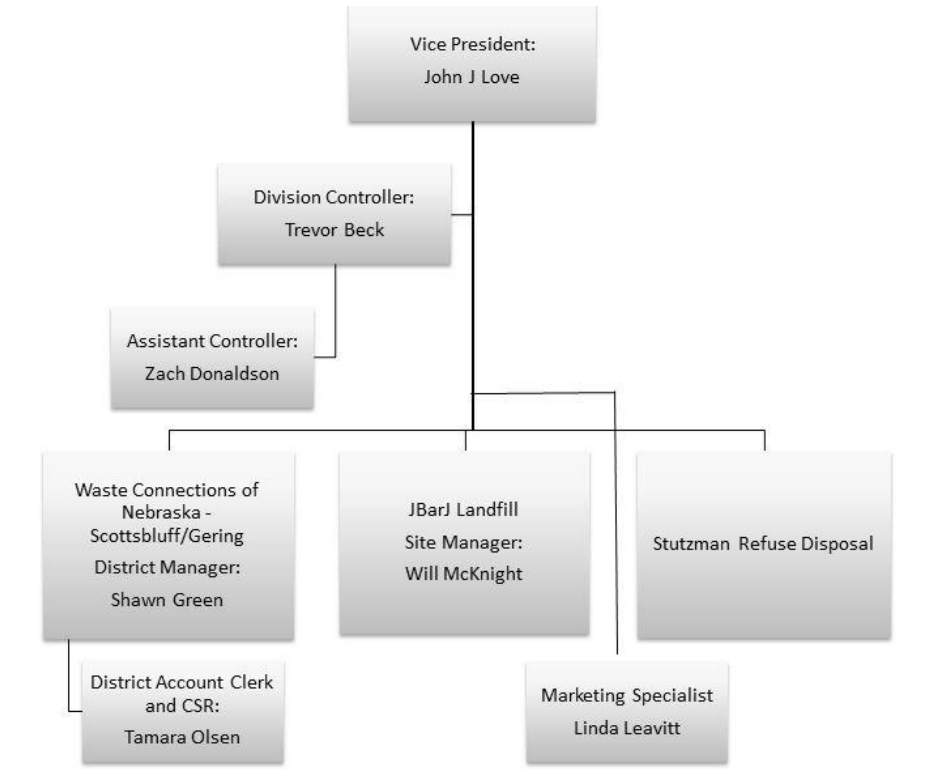 Vice President:
John J Love
Division Controller:
Trevor Beck
Assistant Controller:
Zach Donaldson
Waste Connections of
Nebraska -
Scottsbluff/Gering
District Manager:
Shawn Green
JBarJ Landfill
Site Manager:
Will McKnight
Stutzman Refuse Disposal
District Account Clerk
and CSR:
Tamara Olsen
Marketing Specialist
Linda Leavitt